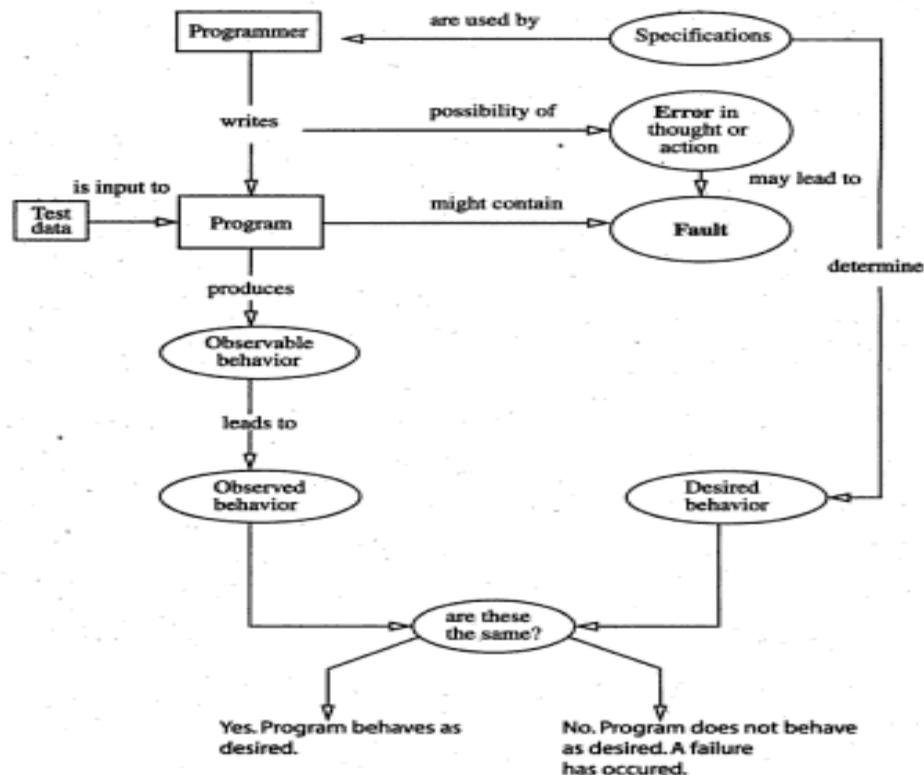 are used by
Programmer
Specifications
possibility of
Error in
thought or
action
writes
is input to
may lead to
might contain
Test
data
Program
Fault
determine
produces
Observable
behavior
leads to
Observed
behavior
Desired
behavior
are these
the same?
Yes. Program behaves as
desired.
No. Program does not behave
as desired. A failure
has occured.